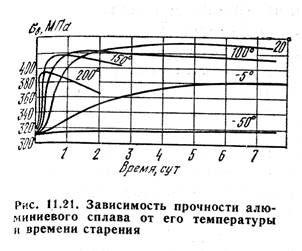 σв, МПа
20°
150°
100°
200°
-5°
-50°
400
380
360
340
320
300
1 2 3 4 5 6 7
Время, сут
Рис. 11.21. Зависимость прочности алю-
миниевого сплава от его температуры
и времени старения